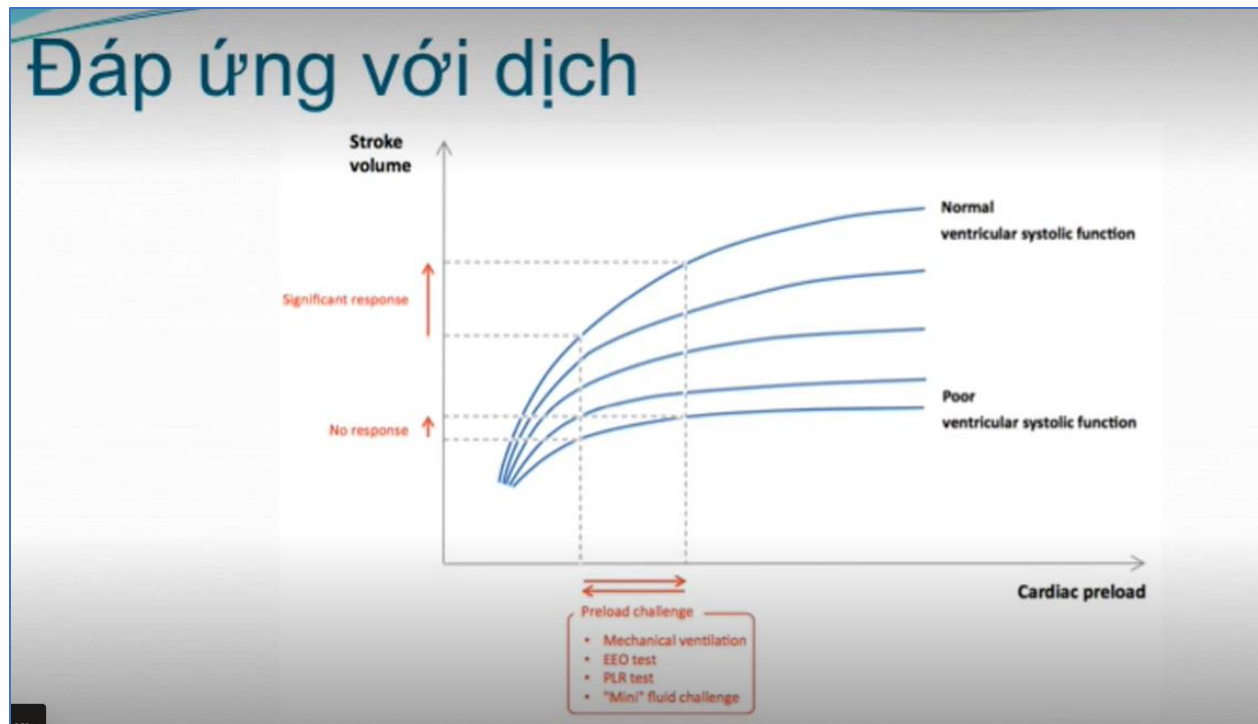 Đáp ứng với dịch
Stroke
volume
Normal
ventricular systolic function
Significant response
Poor
ventricular systolic function
No response
Cardiac preload
Preload challenge
• Mechanical ventilation
• EEO test
• PLR test
• "Mini" fluid challenge